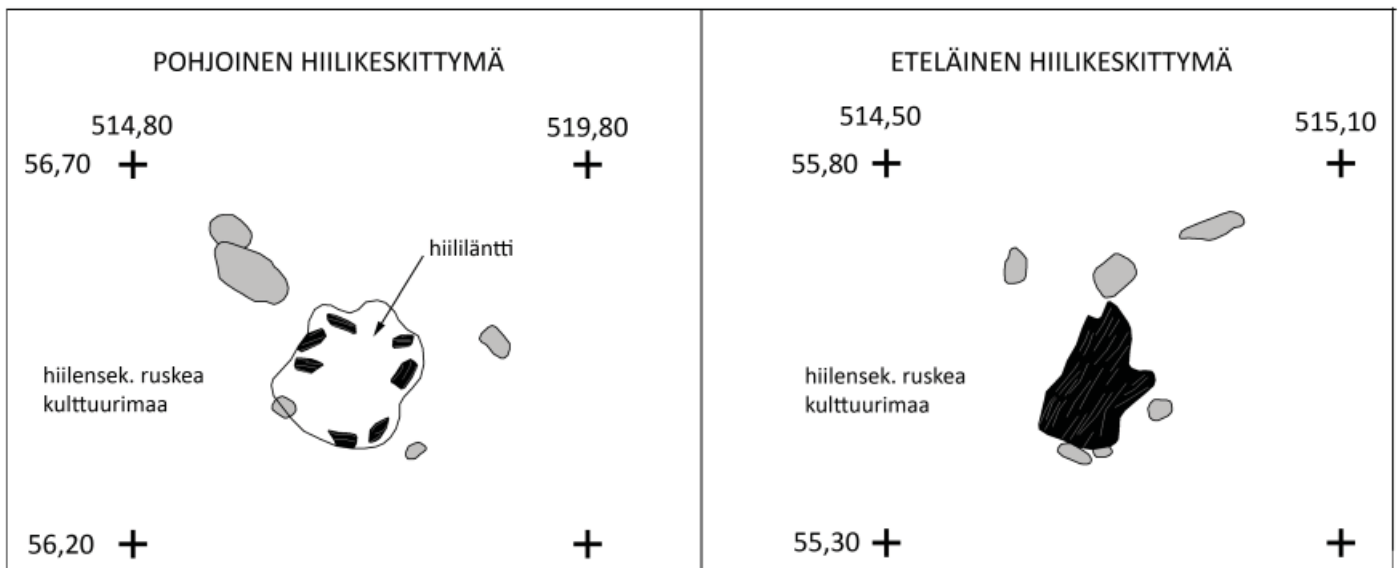 POHJOINEN HIILIKESKITTYMÄ
514,80
519,80
56,70
hiililäntti
hiilensek. ruskea
kulttuurimaa
56,20
ETELÄINEN HIILIKESKITTYMÄ
514,50
515,10
55,80
hiilensek. ruskea
kulttuurimaa
55,30